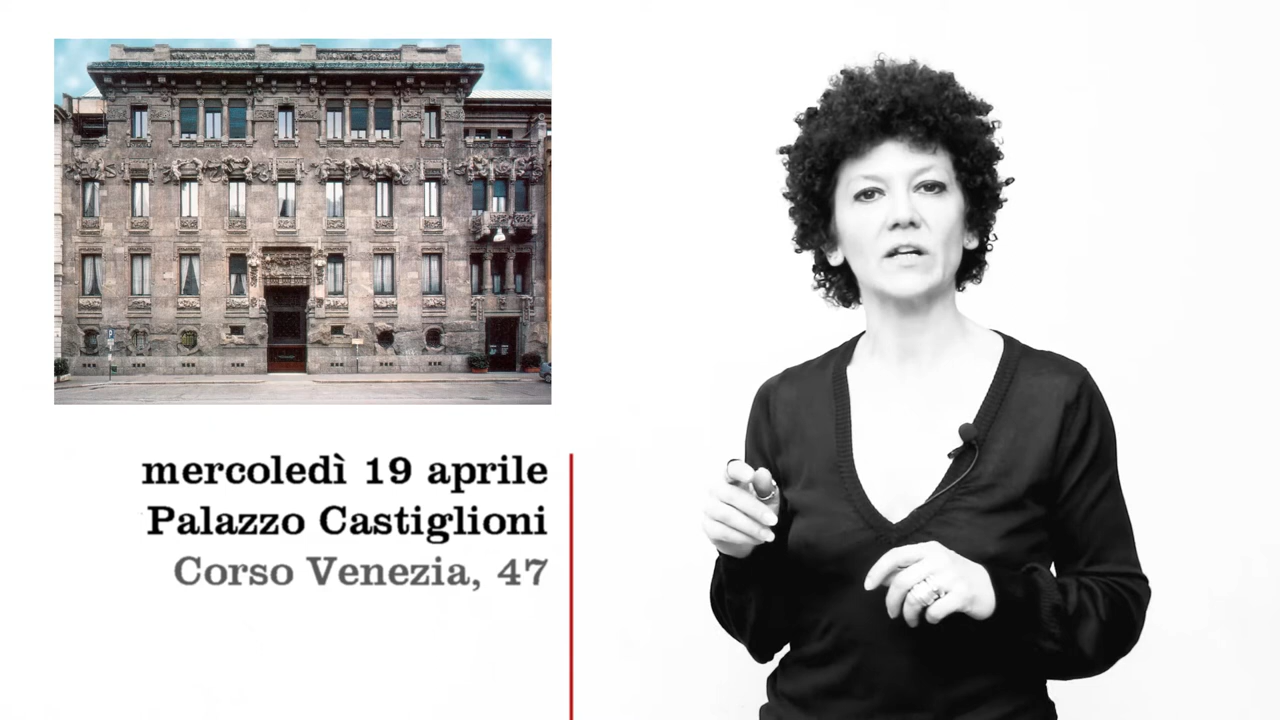 mercoledì 19 aprile
Palazzo Castiglioni
Corso Venezia, 47